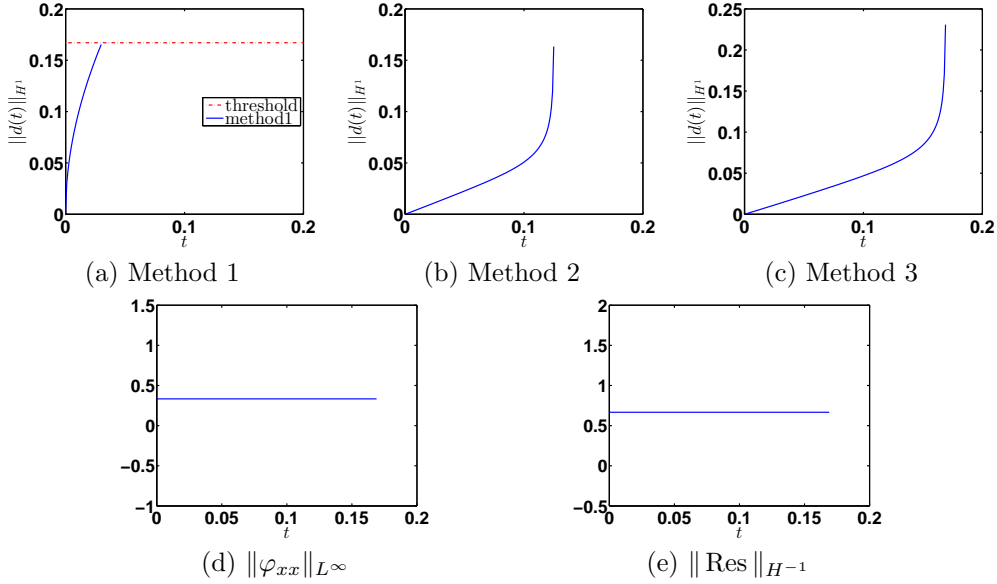 0.2
0.15
0.1
0.05
0
||d(t)||_{H^1}
threshold
method1
0 0.1 0.2
t
(a) Method 1
0.2
0.15
0.1
0.05
0
||d(t)||_{H^1}
0 0.1 0.2
t
(b) Method 2
0.25
0.2
0.15
0.1
0.05
0
||d(t)||_{H^1}
0 0.1 0.2
t
(c) Method 3
1.5
1
0.5
0
−0.5
−1
0 0.05 0.1 0.15 0.2
t
(d) ‖φ_{xx}‖_{L^∞}
2
1.5
1
0.5
0
−0.5
0 0.05 0.1 0.15 0.2
t
(e) ‖ Res ‖_{H^{−1}}